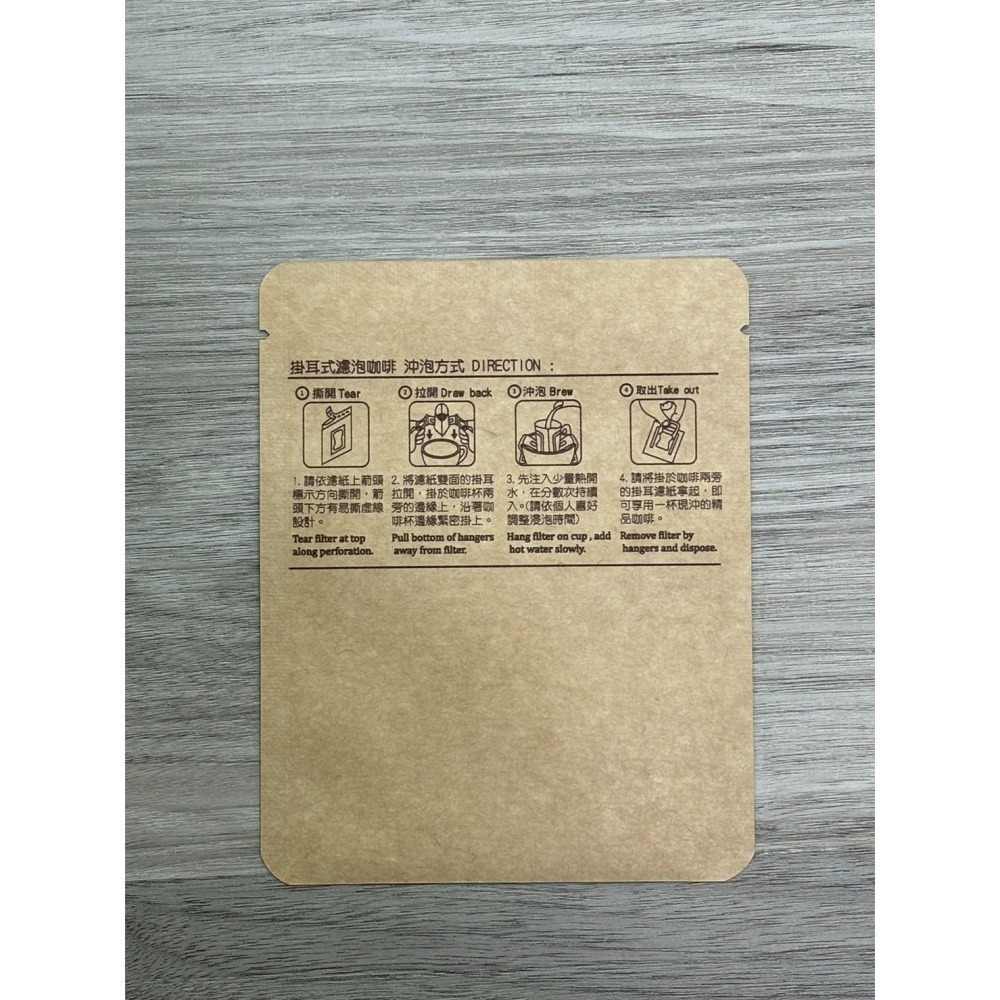 掛耳式濾泡咖啡 沖泡方式 DIRECTION :
① 撕開 Tear
1. 請依濾紙上箭頭
標示方向撕開，箭
頭下方有易撕虛線
設計。
Tear filter at top
along perforation.
② 拉開 Draw back
2. 將濾紙雙面的掛耳
拉開，掛於咖啡杯兩
旁的邊緣上，沿著咖
啡杯邊緣緊密掛上。
Pull bottom of hangers
away from filter.
③ 沖泡 Brew
3. 先注入少量熱開
水，在分數次持續
入。(請依個人喜好
調整浸泡時間)
Hang filter on cup , add
hot water slowly.
④ 取出Take out
4. 請將掛於咖啡兩旁
的掛耳濾紙拿起，即
可享用一杯現沖的精
品咖啡。
Remove filter by
hangers and dispose.